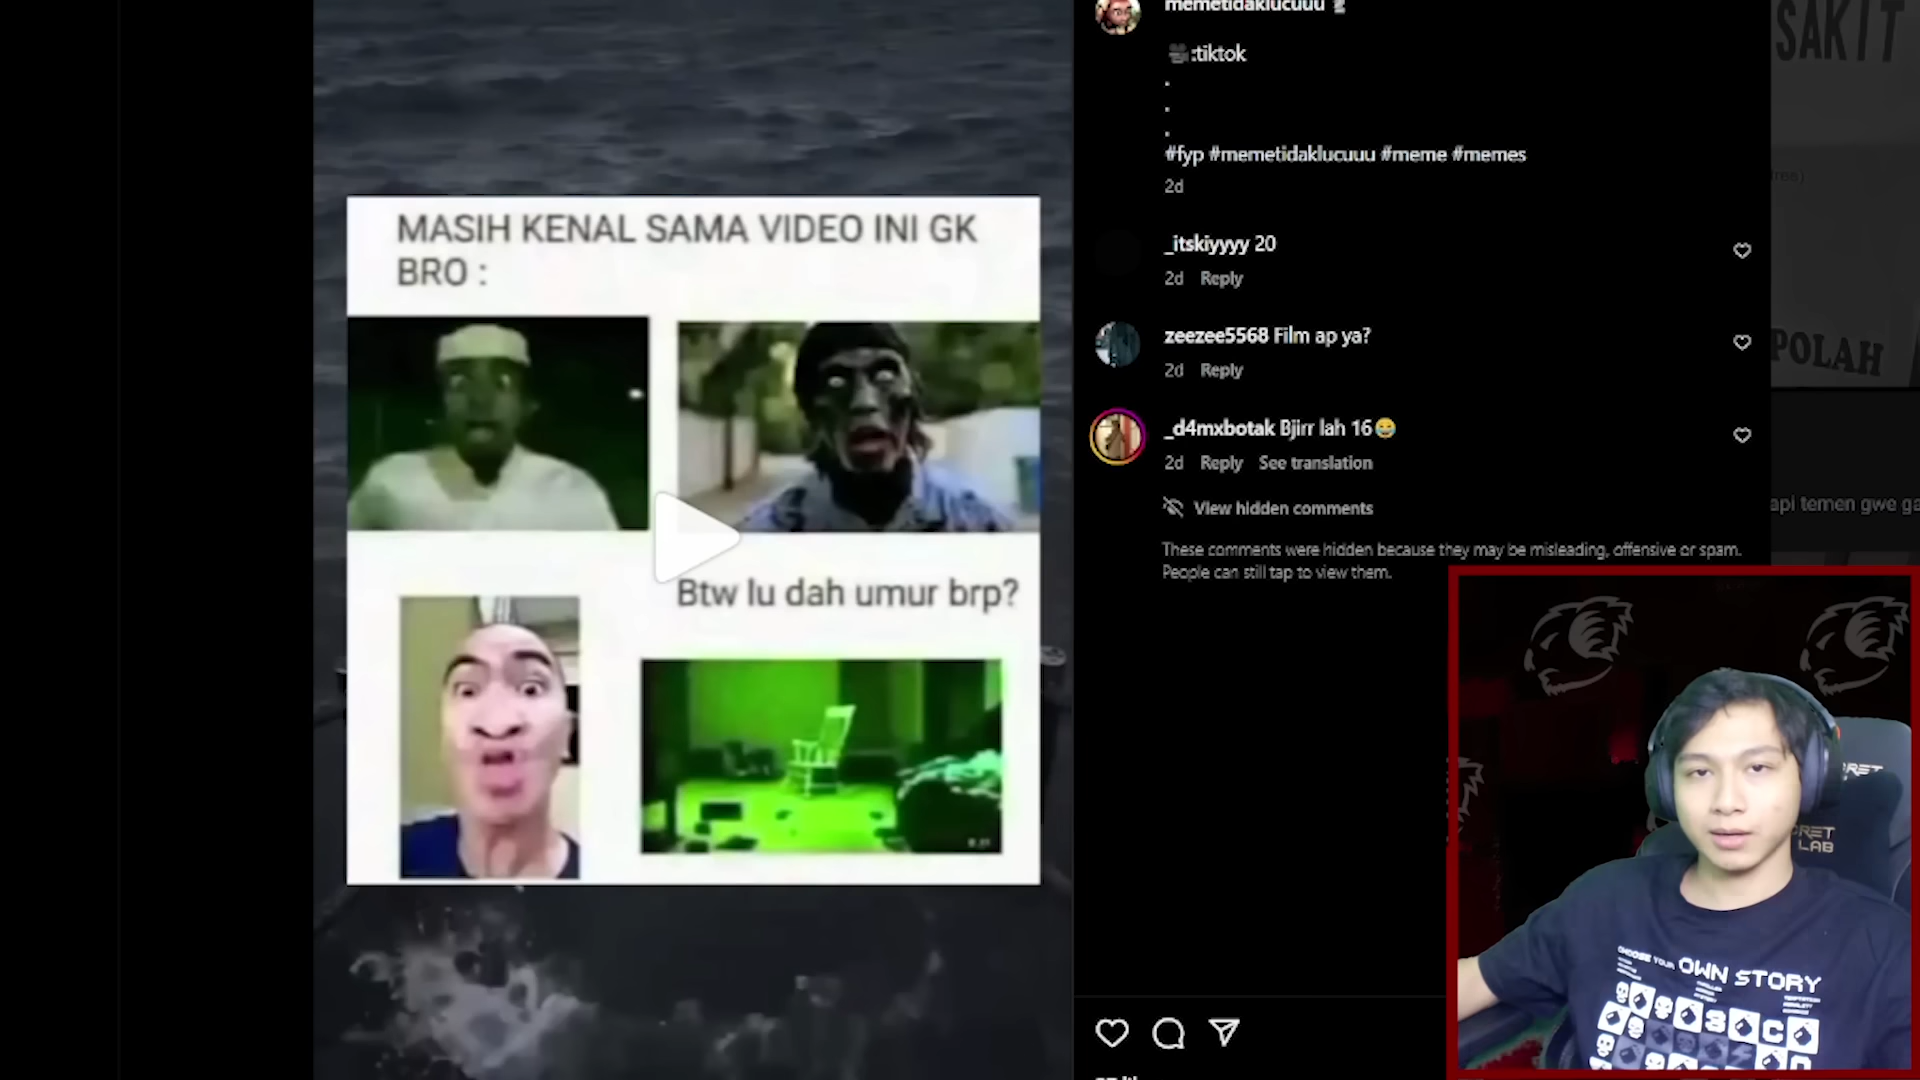 memetidaklucuuu
:tiktok
.
.
.
#fyp #memetidaklucuuu #meme #memes
2d
MASIH KENAL SAMA VIDEO INI GK
BRO :
Btw lu dah umur brp?
_itskiyyyy 20
2d Reply
zeezee5568 Film ap ya?
2d Reply
_d4mxbotak Bjirr lah 16😂
2d Reply See translation
View hidden comments
These comments were hidden because they may be misleading, offensive or spam.
People can still tap to view them.
SAKIT
POLAH
api temen gwe ga
CHOOSE YOUR OWN STORY
LAB